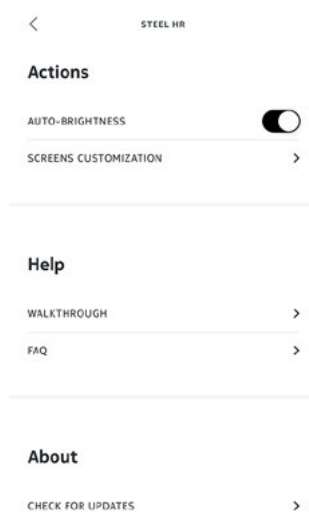 STEEL HR
Actions
AUTO-BRIGHTNESS
SCREENS CUSTOMIZATION
Help
WALKTHROUGH
FAQ
About
CHECK FOR UPDATES